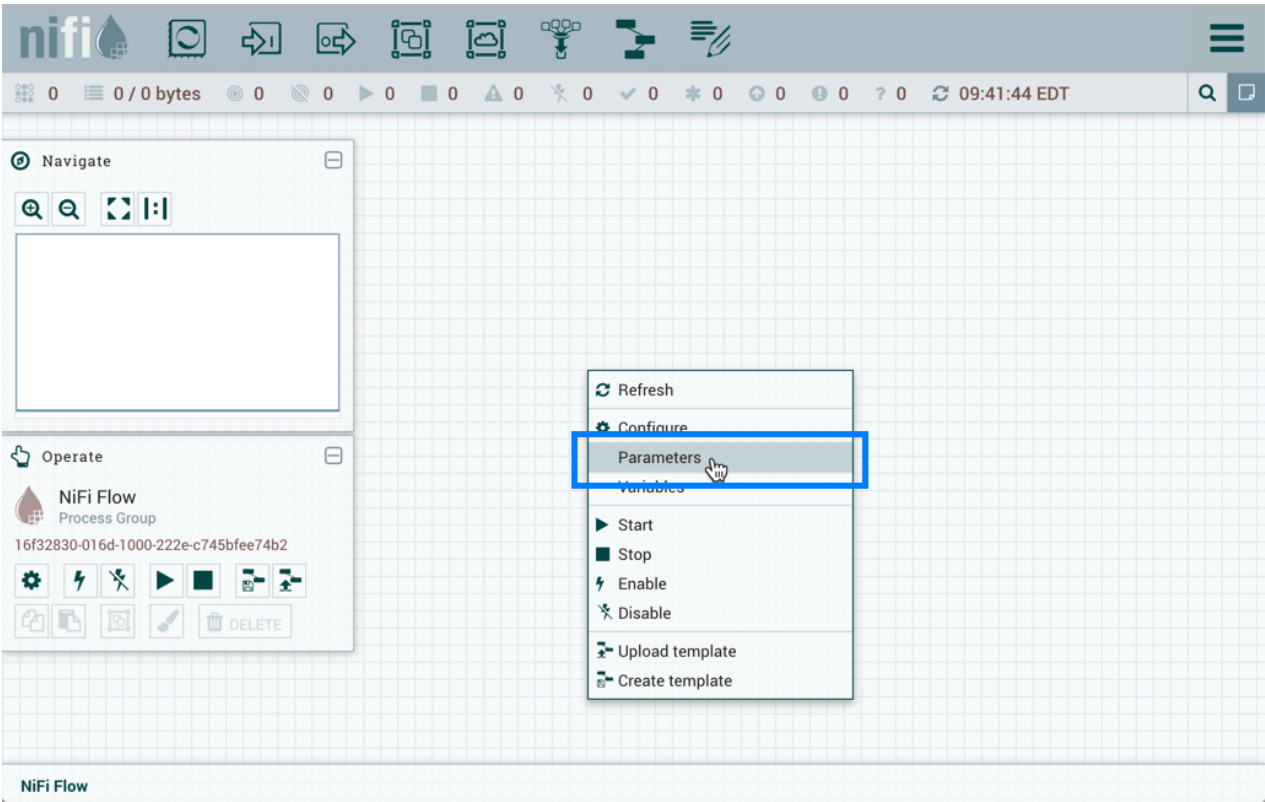 nifi
0 0 / 0 bytes 0 0 0 0 0 0 0 0 0 0 0 09:41:44 EDT
Navigate
Operate
NiFi Flow
Process Group
16f32830-016d-1000-222e-c745bfee74b2
DELETE
Refresh
Configure
Parameters
Variables
Start
Stop
Enable
Disable
Upload template
Create template
NiFi Flow